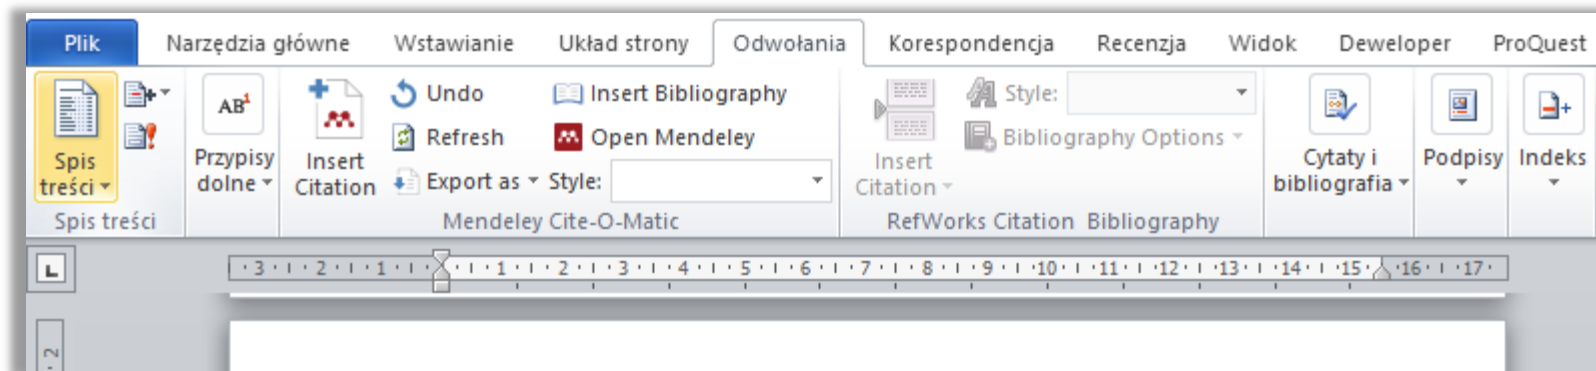 Plik Narzędzia główne Wstawianie Układ strony Odwołania Korespondencja Recenzja Widok Deweloper ProQuest
Spis
treści
Spis treści
AB1
Przypisy
dolne
Insert
Citation
Undo
Refresh
Export as
Insert Bibliography
Open Mendeley
Style:
Mendeley Cite-O-Matic
Insert
Citation
Style:
Bibliography Options
RefWorks Citation Bibliography
Cytaty i
bibliografia
Podpisy
Indeks
L
3 2 1 1 2 3 4 5 6 7 8 9 10 11 12 13 14 15 16 17
2